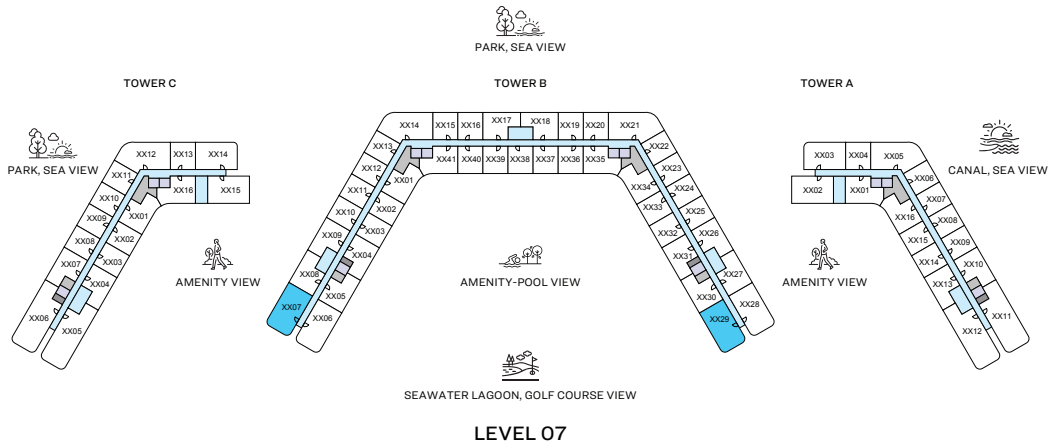 PARK, SEA VIEW
TOWER C
TOWER B
TOWER A
PARK, SEA VIEW
CANAL, SEA VIEW
XX12
XX13
XX14
XX11
XX16
XX15
XX10
XX01
XX09
XX02
XX08
XX03
XX07
XX04
XX06
XX05
AMENITY VIEW
XX14
XX15
XX16
XX17
XX18
XX19
XX20
XX21
XX13
XX41
XX40
XX39
XX38
XX37
XX36
XX35
XX22
XX12
XX01
XX34
XX23
XX11
XX02
XX33
XX24
XX10
XX03
XX32
XX25
XX09
XX04
XX31
XX26
XX08
XX05
XX30
XX27
XX07
XX06
XX29
XX28
AMENITY-POOL VIEW
XX03
XX04
XX05
XX02
XX01
XX06
XX16
XX07
XX15
XX08
XX14
XX09
XX13
XX10
XX12
XX11
AMENITY VIEW
SEAWATER LAGOON, GOLF COURSE VIEW
LEVEL 07